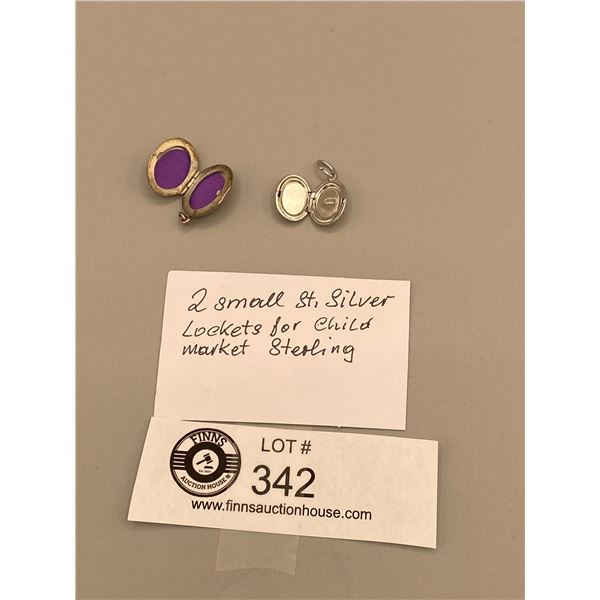 2 small St. Silver
Lockets for Child
market Sterling
FINNS
AUCTION HOUSE
LOT #
342
www.finnsauctionhouse.com